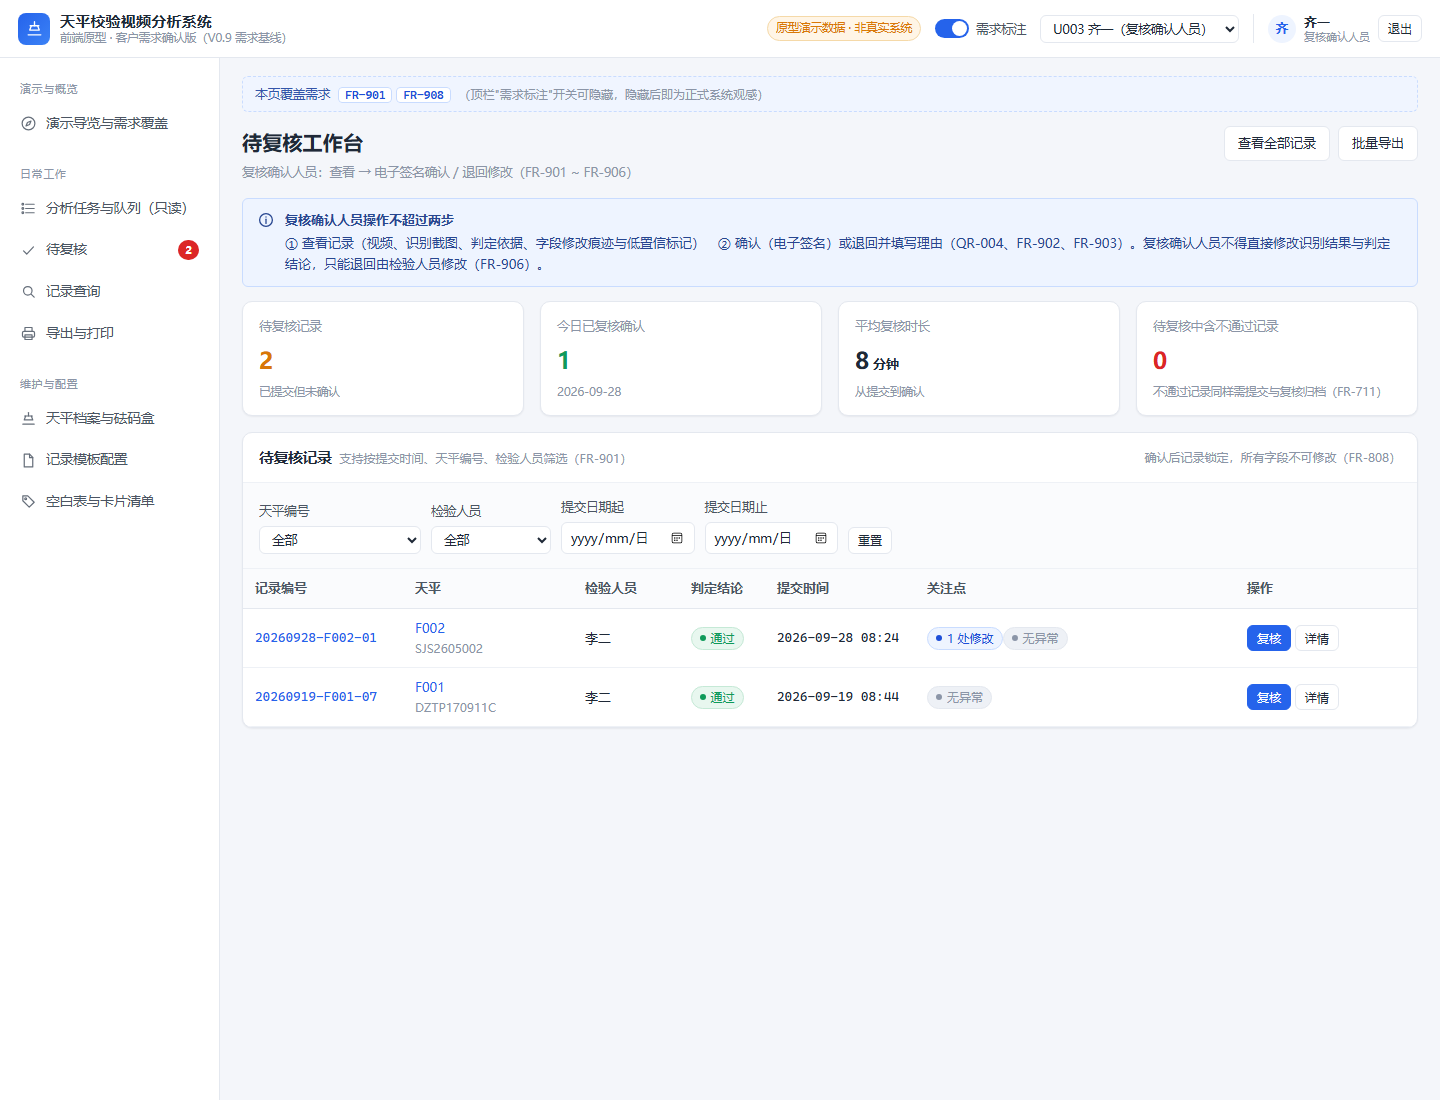 天平校验视频分析系统
前端原型 · 客户需求确认版（V0.9 需求基线）
原型演示数据 · 非真实系统
需求标注
U003 齐一（复核确认人员）
齐
齐一
复核确认人员
退出
演示与概览
演示导览与需求覆盖
日常工作
分析任务与队列（只读）
待复核
2
记录查询
导出与打印
维护与配置
天平档案与砝码盒
记录模板配置
空白表与卡片清单
本页覆盖需求 FR-901 FR-908 （顶栏"需求标注"开关可隐藏，隐藏后即为正式系统观感）
待复核工作台
复核确认人员：查看 → 电子签名确认 / 退回修改（FR-901 ~ FR-906）
查看全部记录
批量导出
复核确认人员操作不超过两步
① 查看记录（视频、识别截图、判定依据、字段修改痕迹与低置信标记） ② 确认（电子签名）或退回并填写理由（QR-004、FR-902、FR-903）。复核确认人员不得直接修改识别结果与判定
结论，只能退回由检验人员修改（FR-906）。
待复核记录
2
已提交但未确认
今日已复核确认
1
2026-09-28
平均复核时长
8 分钟
从提交到确认
待复核中含不通过记录
0
不通过记录同样需提交与复核归档（FR-711）
待复核记录 支持按提交时间、天平编号、检验人员筛选（FR-901）
确认后记录锁定，所有字段不可修改（FR-808）
天平编号
全部
检验人员
全部
提交日期起
yyyy/mm/日
提交日期止
yyyy/mm/日
重置
记录编号 天平 检验人员 判定结论 提交时间 关注点 操作
20260928-F002-01 F002 李二 通过 2026-09-28 08:24 1 处修改 无异常 复核 详情
SJS2605002
20260919-F001-07 F001 李二 通过 2026-09-19 08:44 无异常 复核 详情
DZTP170911C